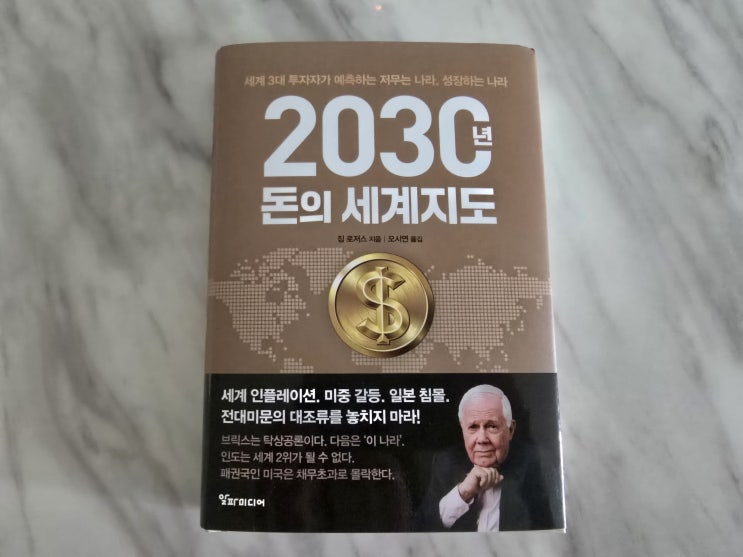 세계 3대 투자자가 예측하는 저무는 나라, 성장하는 나라
2030년
돈의 세계지도
짐 로저스 지음 | 오시연 옮김
세계 인플레이션. 미중 갈등. 일본 침몰.
전대미문의 대조류를 놓치지 마라!
브릭스는 탁상공론이다. 다음은 ‘이 나라’.
인도는 세계 2위가 될 수 없다.
패권국인 미국은 채무초과로 몰락한다.
알파미디어